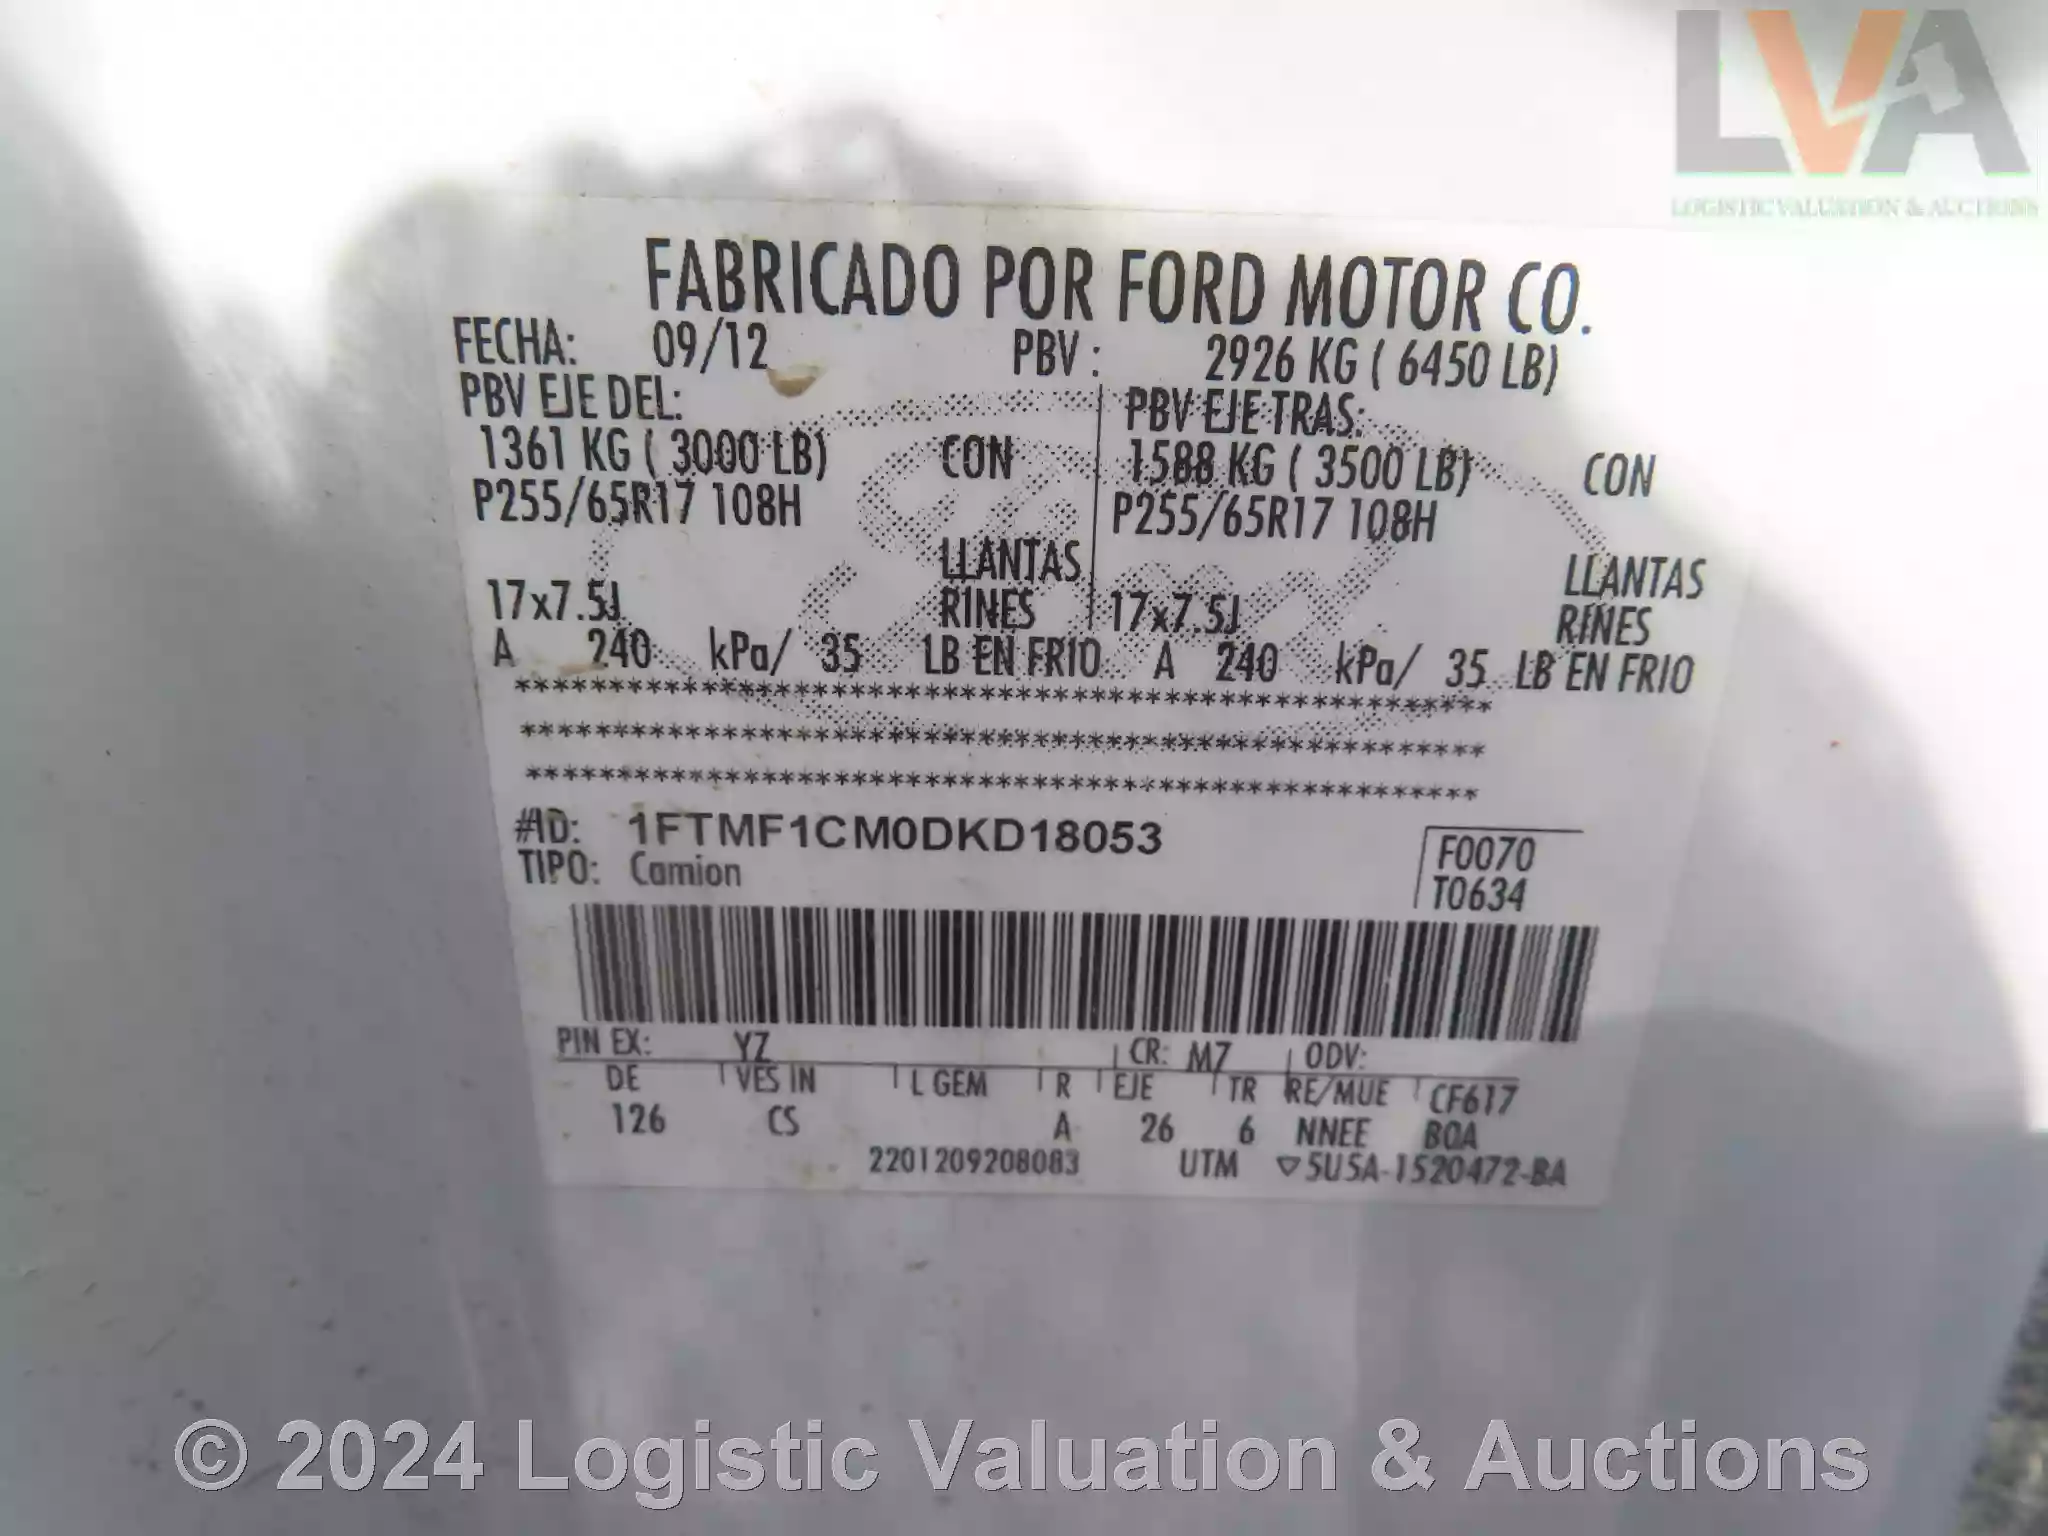 LVA
LOGISTIC VALUATION & AUCTIONS
FABRICADO POR FORD MOTOR CO.
FECHA: 09/12 PBV : 2926 KG ( 6450 LB)
PBV EJE DEL: PBV EJE TRAS:
1361 KG ( 3000 LB) CON 1588 KG ( 3500 LB) CON
P255/65R17 108H P255/65R17 108H
LLANTAS LLANTAS
17x7.5J RINES 17x7.5J RINES
A 240 kPa/ 35 LB EN FRIO A 240 kPa/ 35 LB EN FRIO
#ID: 1FTMF1CM0DKD18053 F0070
TIPO: Camion T0634
PIN EX: YZ CR: M7 ODV:
DE VES IN L GEM R EJE TR RE/MUE CF617
126 CS A 26 6 NNEE BOA
2201209208083 UTM ▽5U5A-1520472-BA
© 2024 Logistic Valuation & Auctions